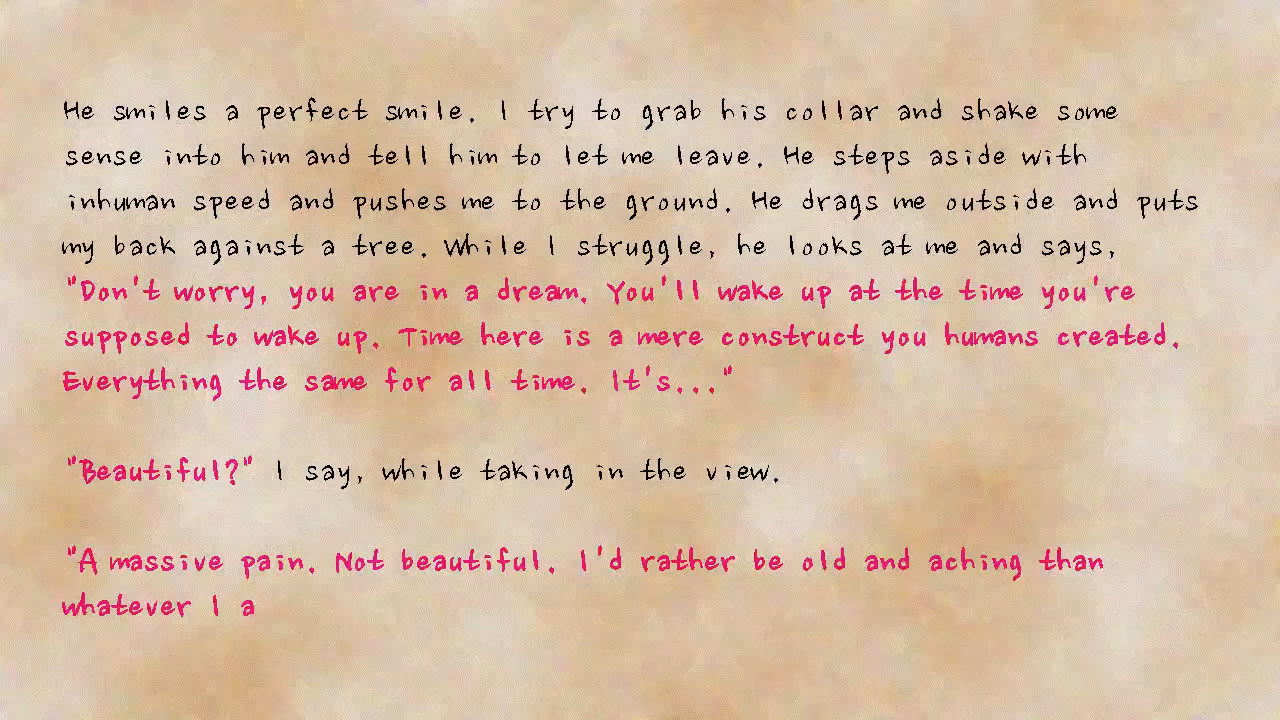 He smiles a perfect smile. I try to grab his collar and shake some
sense into him and tell him to let me leave. He steps aside with
inhuman speed and pushes me to the ground. He drags me outside and puts
my back against a tree. While I struggle, he looks at me and says,
"Don't worry, you are in a dream. You'll wake up at the time you're
supposed to wake up. Time here is a mere construct you humans created.
Everything the same for all time. It's..."
"Beautiful?" I say, while taking in the view.
"A massive pain. Not beautiful. I'd rather be old and aching than
whatever I a